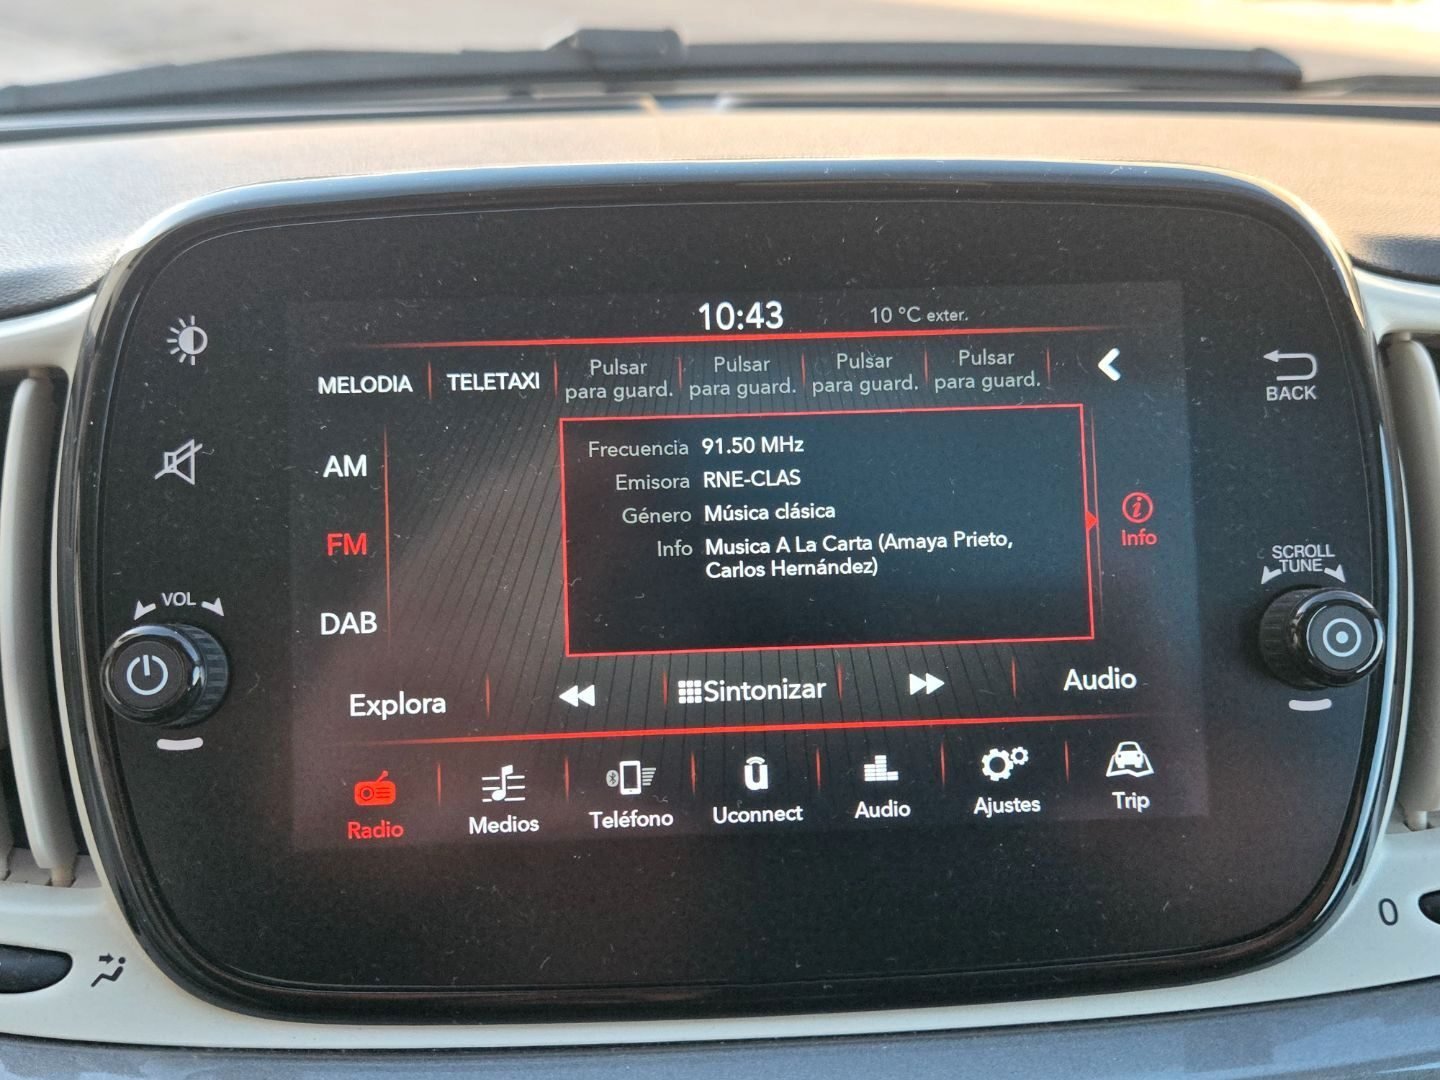 10:43
10 °C exter.
MELODIA
TELETAXI
Pulsar
para guard.
Pulsar
para guard.
Pulsar
para guard.
Pulsar
para guard.
BACK
AM
FM
DAB
Frecuencia 91.50 MHz
Emisora RNE-CLAS
Género Música clásica
Info Musica A La Carta (Amaya Prieto,
Carlos Hernández)
i
Info
VOL
SCROLL
TUNE
Explora
Sintonizar
Audio
Radio
Medios
Teléfono
Uconnect
Audio
Ajustes
Trip
0